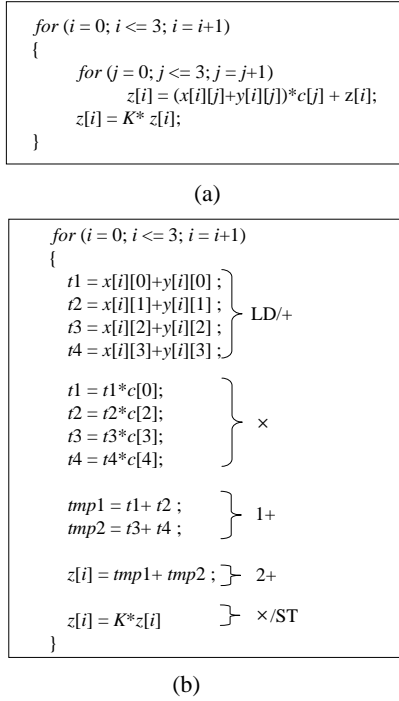 for (i = 0; i <= 3; i = i+1)
{
for (j = 0; j <= 3; j = j+1)
z[i] = (x[i][j]+y[i][j])*c[j] + z[i];
z[i] = K* z[i];
}
(a)
for (i = 0; i <= 3; i = i+1)
{
t1 = x[i][0]+y[i][0] ;
t2 = x[i][1]+y[i][1] ;
t3 = x[i][2]+y[i][2] ;
t4 = x[i][3]+y[i][3] ;
LD/+
t1 = t1*c[0];
t2 = t2*c[2];
t3 = t3*c[3];
t4 = t4*c[4];
×
tmp1 = t1+ t2 ;
tmp2 = t3+ t4 ;
1+
z[i] = tmp1+ tmp2 ;
2+
z[i] = K*z[i]
×/ST
}
(b)